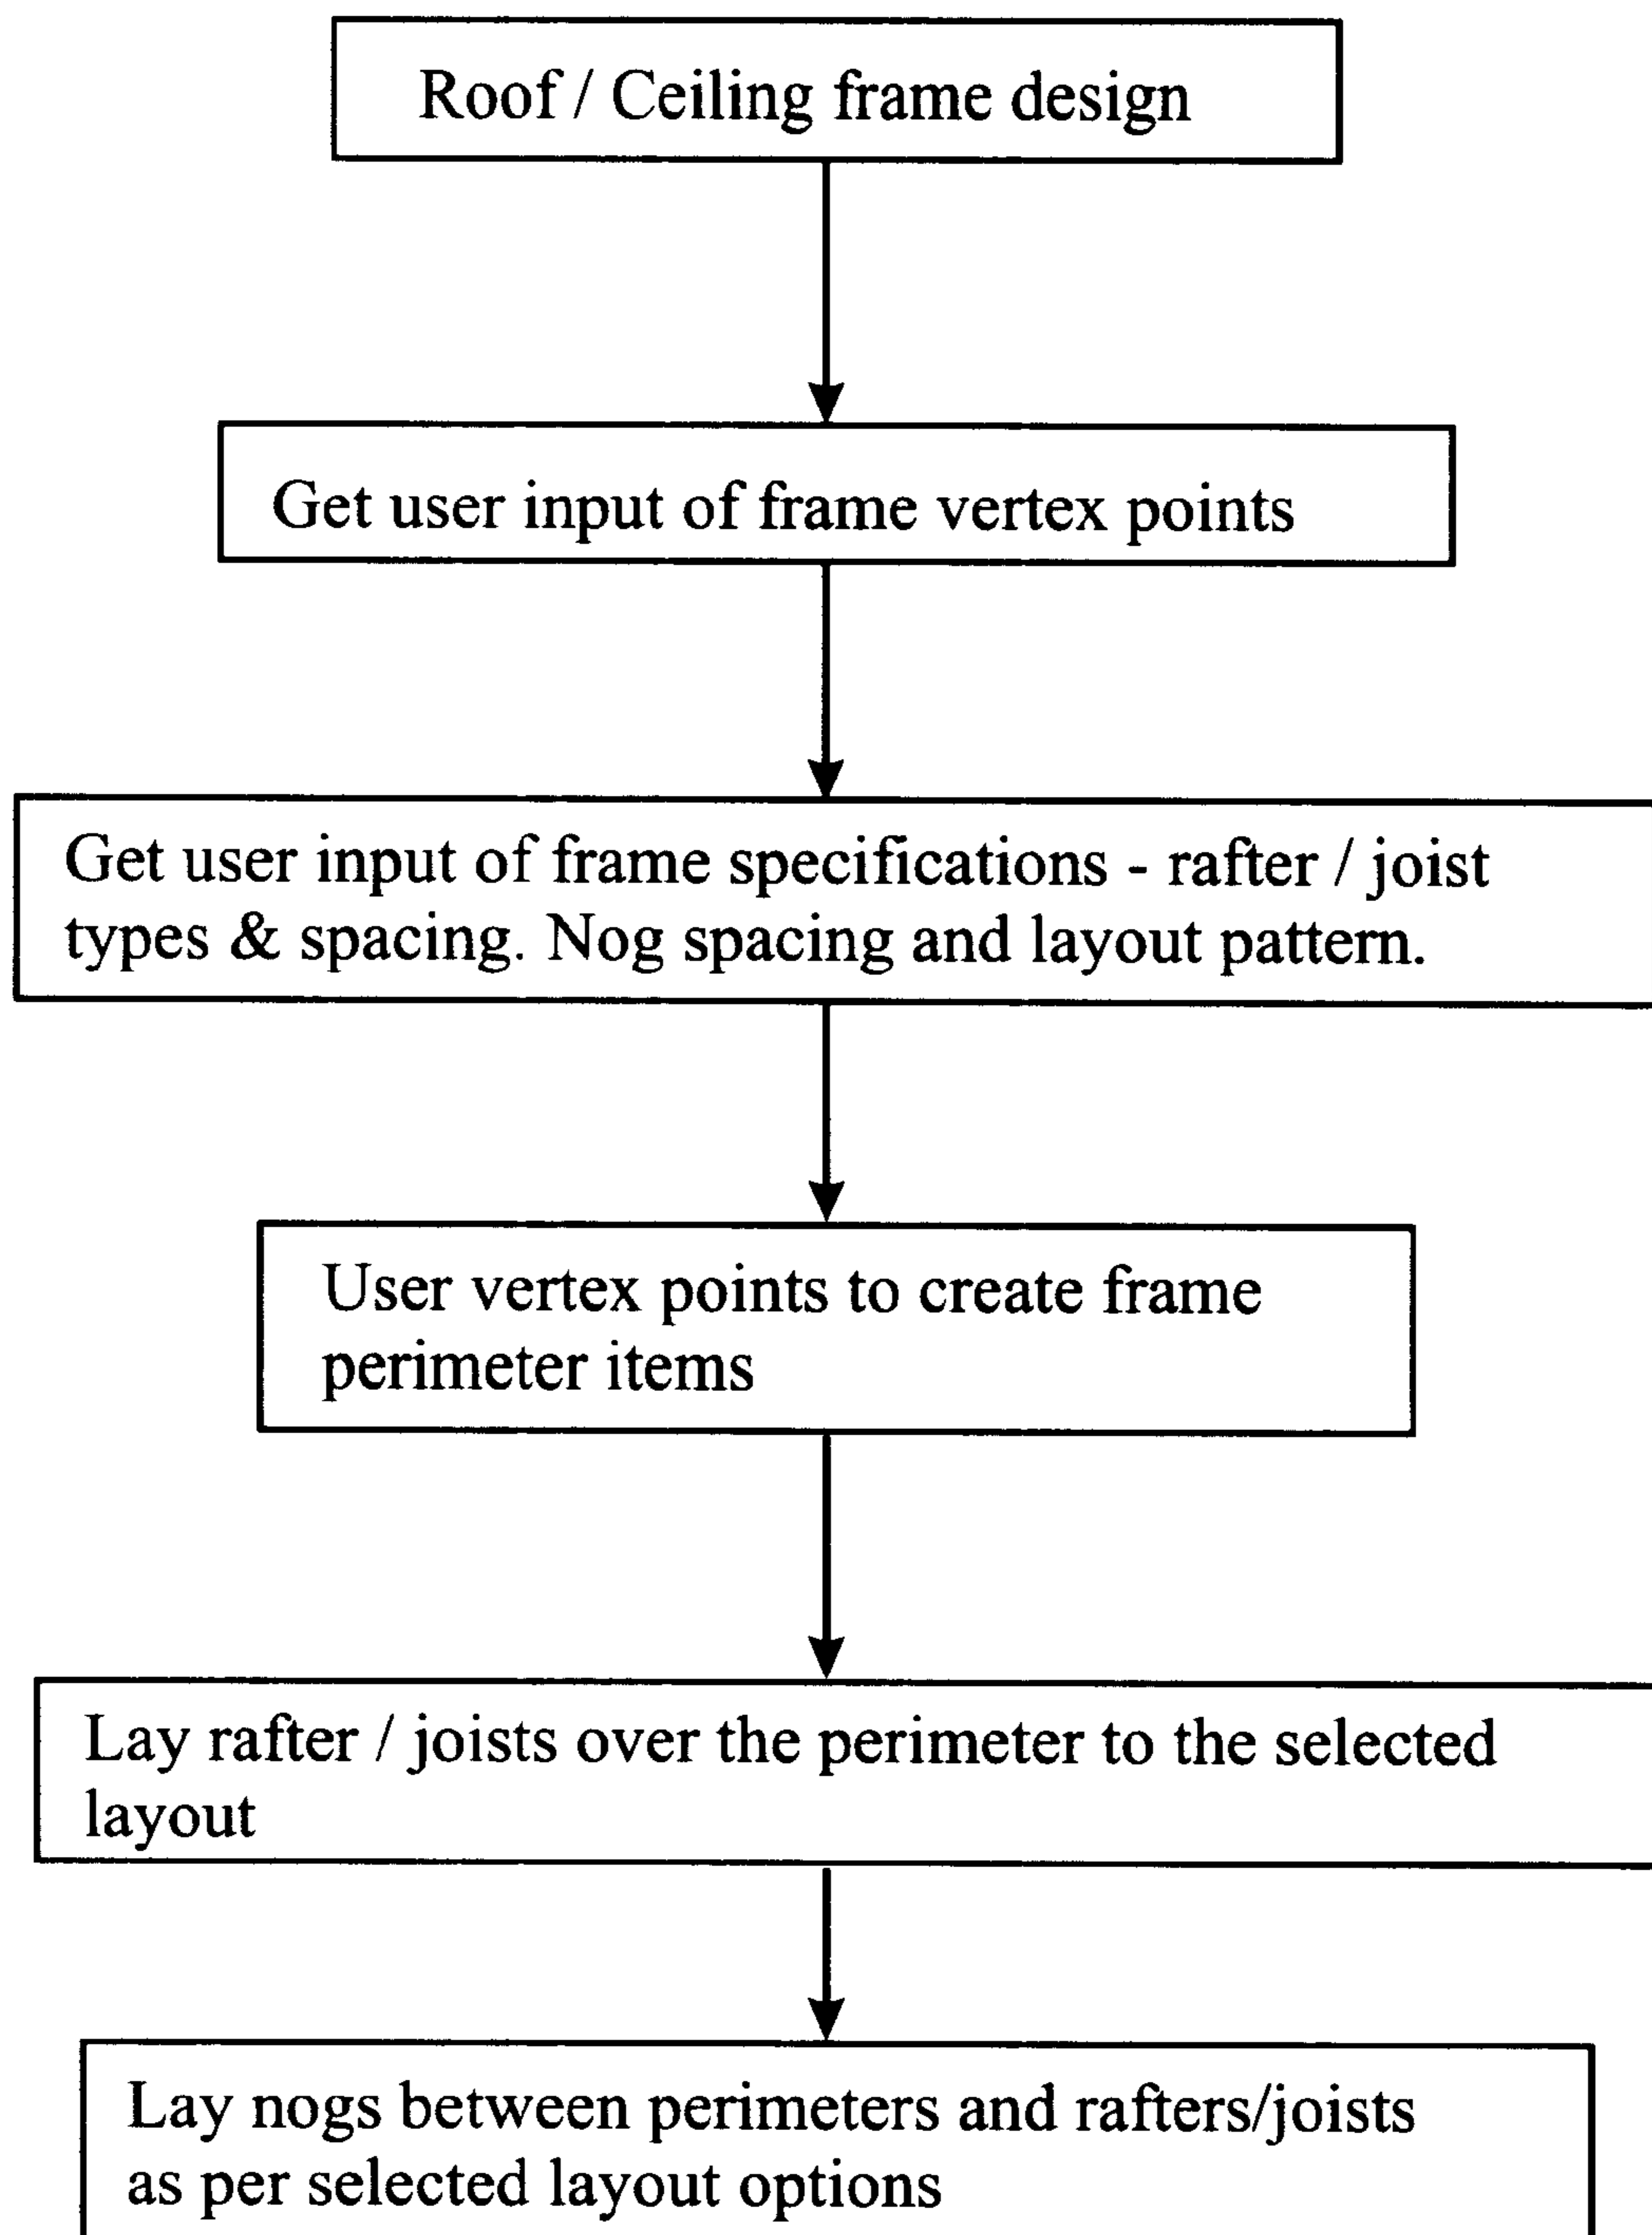 Roof / Ceiling frame design
Get user input of frame vertex points
Get user input of frame specifications - rafter / joist
types & spacing. Nog spacing and layout pattern.
User vertex points to create frame
perimeter items
Lay rafter / joists over the perimeter to the selected
layout
Lay nogs between perimeters and rafters/joists
as per selected layout options